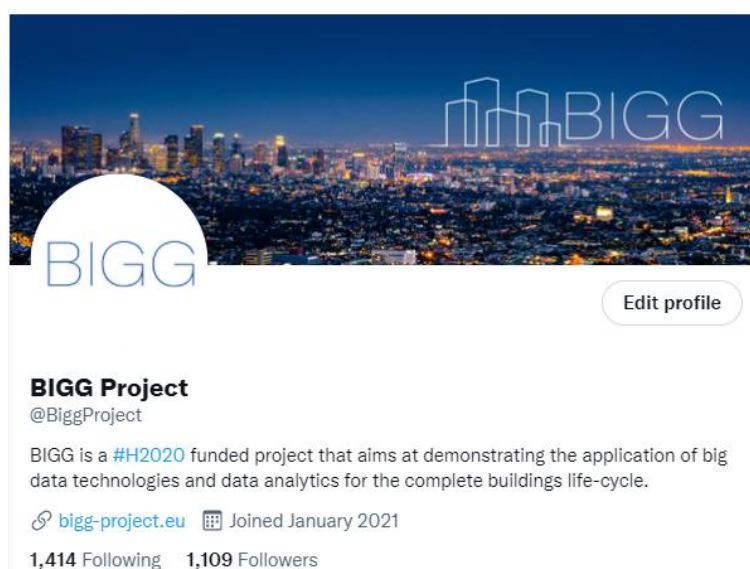 BIGG
BIGG
Edit profile
BIGG Project
@BiggProject
BIGG is a #H2020 funded project that aims at demonstrating the application of big
data technologies and data analytics for the complete buildings life-cycle.
bigg-project.eu Joined January 2021
1,414 Following 1,109 Followers